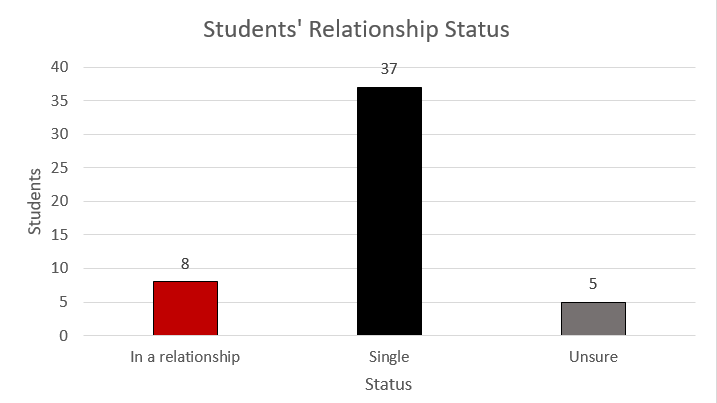 Students' Relationship Status
40
35
30
25
20
15
10
5
0
Students
8
37
5
In a relationship
Single
Unsure
Status